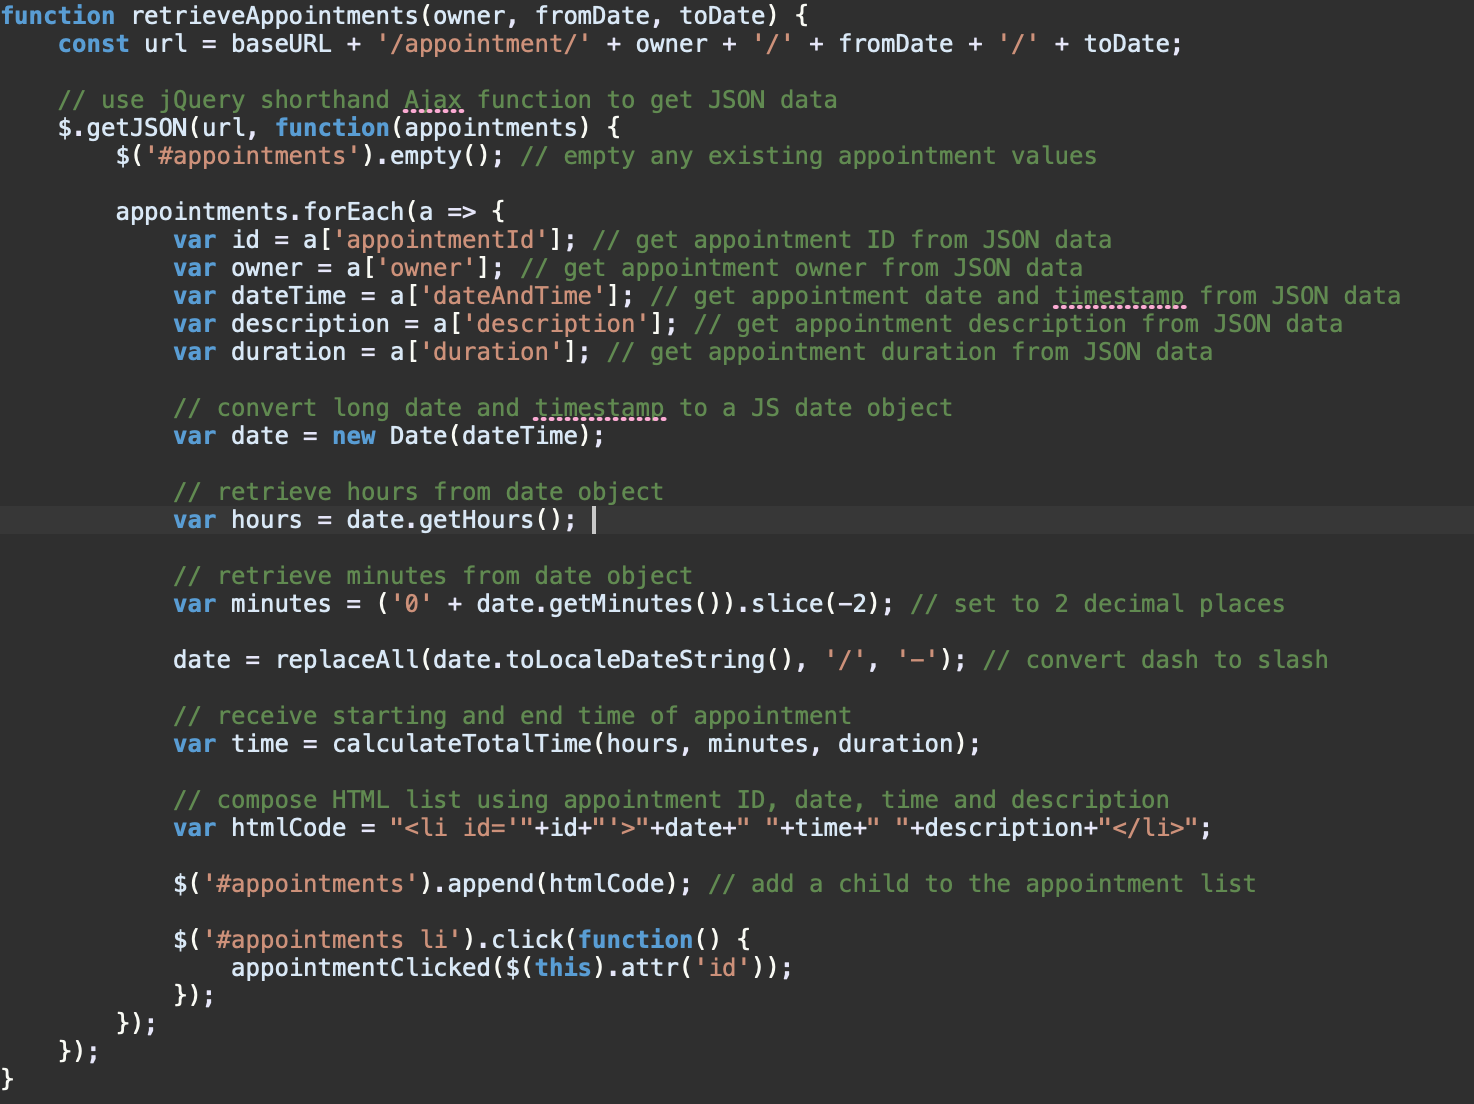 function retrieveAppointments(owner, fromDate, toDate) {
    const url = baseURL + '/appointment/' + owner + '/' + fromDate + '/' + toDate;

    // use jQuery shorthand Ajax function to get JSON data
    $.getJSON(url, function(appointments) {
        $('#appointments').empty(); // empty any existing appointment values

        appointments.forEach(a => {
            var id = a['appointmentId']; // get appointment ID from JSON data
            var owner = a['owner']; // get appointment owner from JSON data
            var dateTime = a['dateAndTime']; // get appointment date and timestamp from JSON data
            var description = a['description']; // get appointment description from JSON data
            var duration = a['duration']; // get appointment duration from JSON data

            // convert long date and timestamp to a JS date object
            var date = new Date(dateTime);

            // retrieve hours from date object
            var hours = date.getHours();

            // retrieve minutes from date object
            var minutes = ('0' + date.getMinutes()).slice(-2); // set to 2 decimal places

            date = replaceAll(date.toLocaleDateString(), '/', '-'); // convert dash to slash

            // receive starting and end time of appointment
            var time = calculateTotalTime(hours, minutes, duration);

            // compose HTML list using appointment ID, date, time and description
            var htmlCode = "<li id='"+id+"'>"+date+" "+time+" "+description+"</li>";

            $('#appointments').append(htmlCode); // add a child to the appointment list

            $('#appointments li').click(function() {
                appointmentClicked($(this).attr('id'));
            });
        });
    });
}